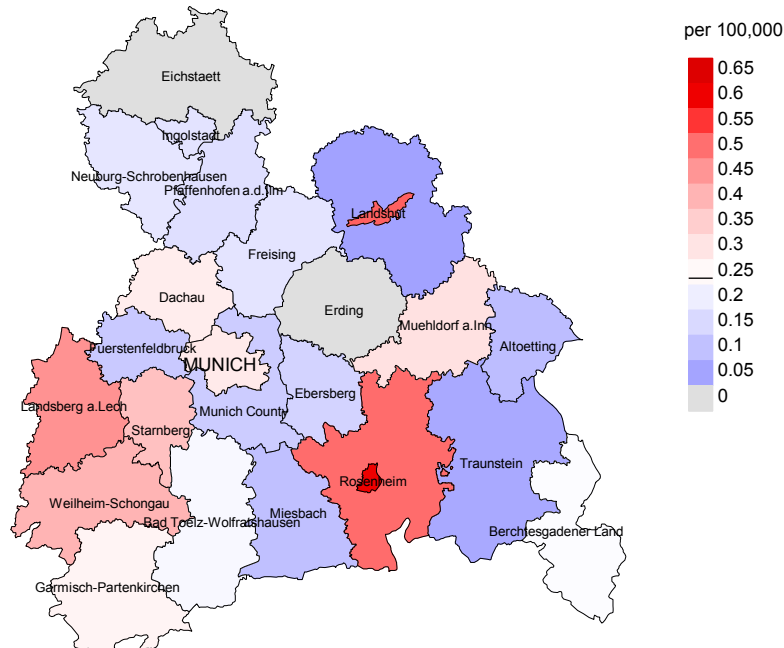 per 100,000
0.65
0.6
0.55
0.5
0.45
0.4
0.35
0.3
0.25
0.2
0.15
0.1
0.05
0
Eichstaett
Ingolstadt
Neuburg-Schrobenhausen
Pfaffenhofen a.d.Ilm
Landshut
Freising
Dachau
Erding
Muehldorf a.Inn
Fuerstenfeldbruck
Altoetting
MUNICH
Ebersberg
Landsberg a.Lech
Munich County
Starnberg
Traunstein
Rosenheim
Weilheim-Schongau
Miesbach
Bad Toelz-Wolfratshausen
Berchtesgadener Land
Garmisch-Partenkirchen